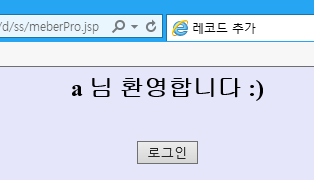 /d/ss/meberPro.jsp
레코드 추가
a 님 환영합니다 :)
로그인